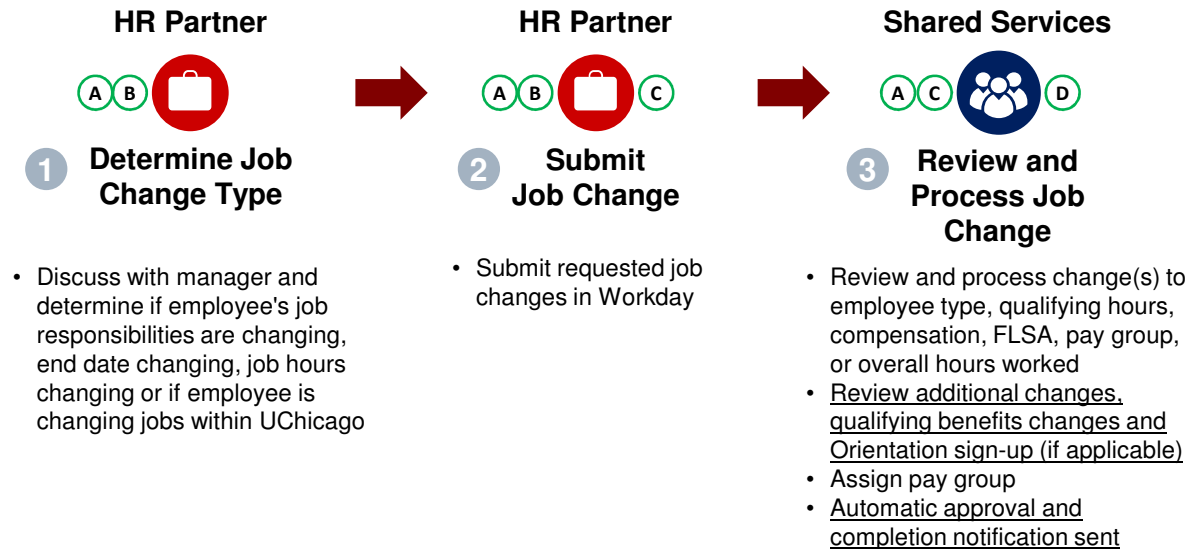 HR Partner
A B
1
Determine Job
Change Type
• Discuss with manager and
determine if employee's job
responsibilities are changing,
end date changing, job hours
changing or if employee is
changing jobs within UChicago
HR Partner
A B C
2
Submit
Job Change
• Submit requested job
changes in Workday
Shared Services
A C D
3
Review and
Process Job
Change
• Review and process change(s) to
employee type, qualifying hours,
compensation, FLSA, pay group,
or overall hours worked
• Review additional changes,
qualifying benefits changes and
Orientation sign-up (if applicable)
• Assign pay group
• Automatic approval and
completion notification sent